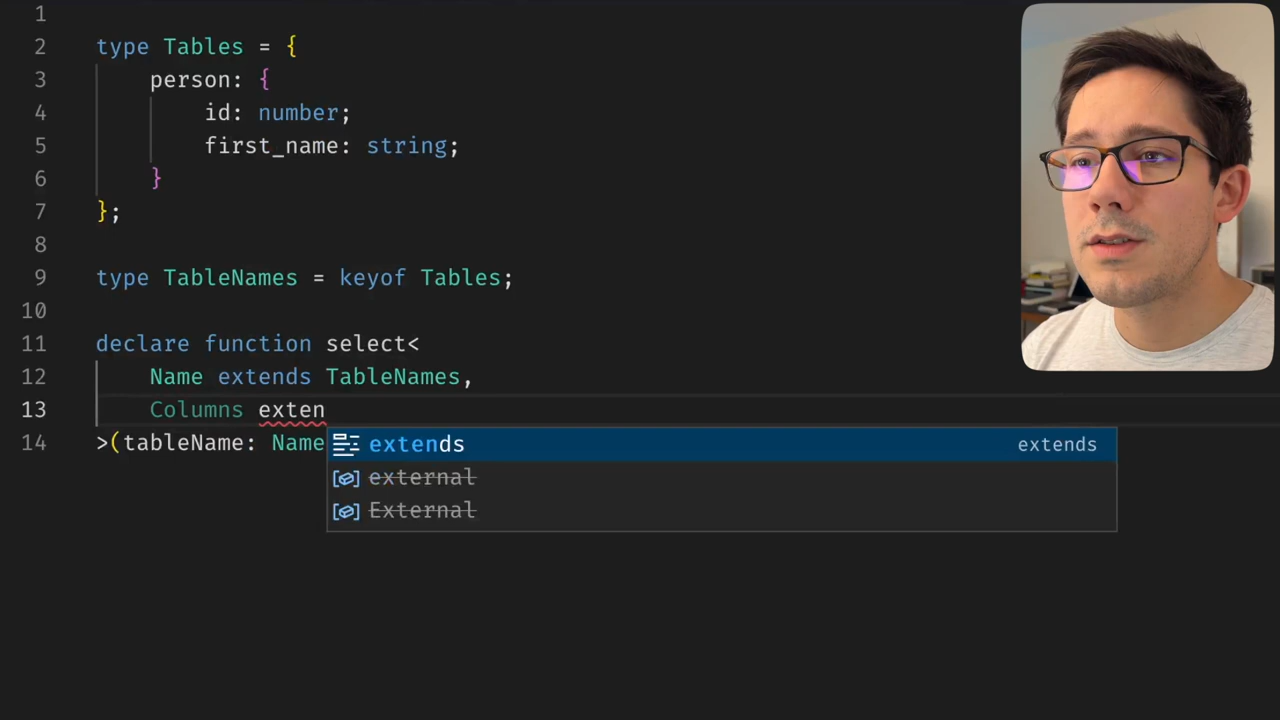 1
2 type Tables = {
3 person: {
4 id: number;
5 first_name: string;
6 }
7 };
8
9 type TableNames = keyof Tables;
10
11 declare function select<
12 Name extends TableNames,
13 Columns exten
extends extends
14 >(tableName: Name
external
External